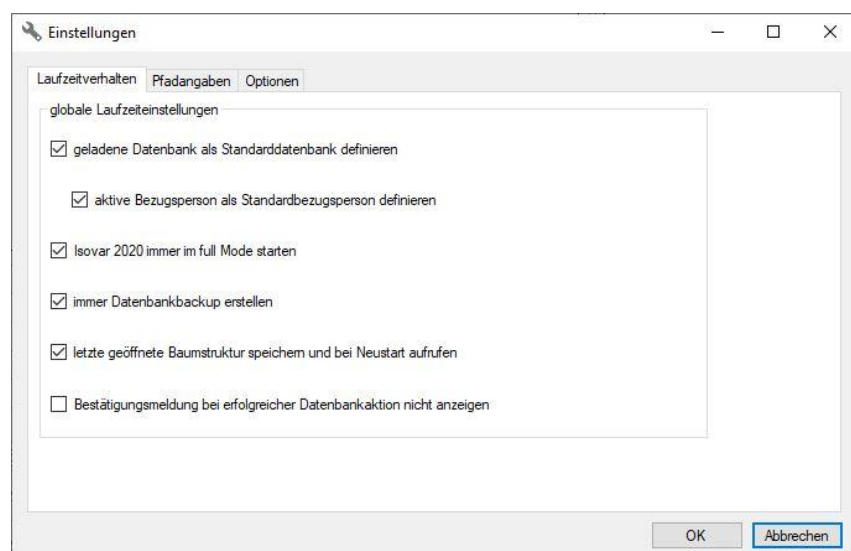 Einstellungen
Laufzeitverhalten Pfadangaben Optionen
globale Laufzeiteinstellungen
geladene Datenbank als Standarddatenbank definieren
aktive Bezugsperson als Standardbezugsperson definieren
Isovar 2020 immer im full Mode starten
immer Datenbankbackup erstellen
letzte geöffnete Baumstruktur speichern und bei Neustart aufrufen
Bestätigungsmeldung bei erfolgreicher Datenbankaktion nicht anzeigen
OK Abbrechen